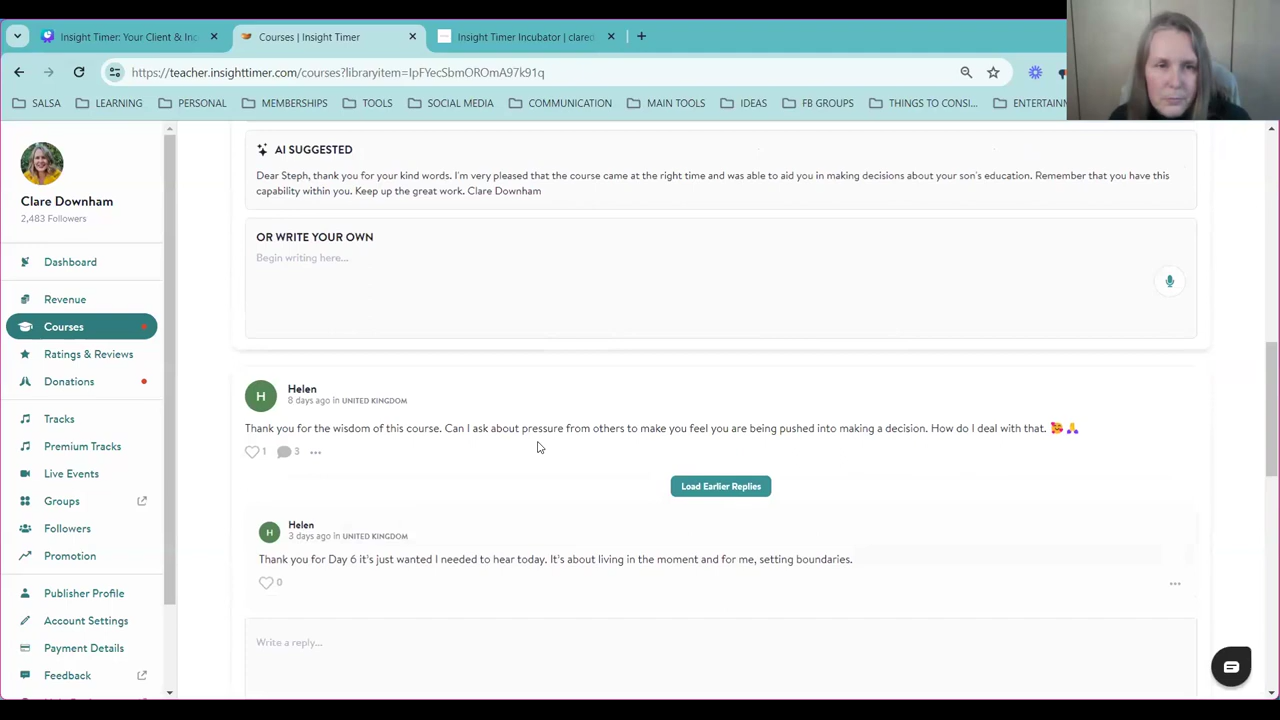 Insight Timer: Your Client & In
Courses | Insight Timer
Insight Timer Incubator | clared
https://teacher.insighttimer.com/courses?libraryitem=IpFYecSbmOROmA97k91q
SALSA
LEARNING
PERSONAL
MEMBERSHIPS
TOOLS
SOCIAL MEDIA
COMMUNICATION
MAIN TOOLS
IDEAS
FB GROUPS
THINGS TO CONSI...
ENTERTAIN
Clare Downham
2,483 Followers
Dashboard
Revenue
Courses
Ratings & Reviews
Donations
Tracks
Premium Tracks
Live Events
Groups
Followers
Promotion
Publisher Profile
Account Settings
Payment Details
Feedback
AI SUGGESTED
Dear Steph, thank you for your kind words. I'm very pleased that the course came at the right time and was able to aid you in making decisions about your son's education. Remember that you have this
capability within you. Keep up the great work. Clare Downham
OR WRITE YOUR OWN
Begin writing here...
H
Helen
8 days ago in UNITED KINGDOM
Thank you for the wisdom of this course. Can I ask about pressure from others to make you feel you are being pushed into making a decision. How do I deal with that. 🥰🙏
1
3
Load Earlier Replies
H
Helen
3 days ago in UNITED KINGDOM
Thank you for Day 6 it's just wanted I needed to hear today. It's about living in the moment and for me, setting boundaries.
0
Write a reply...